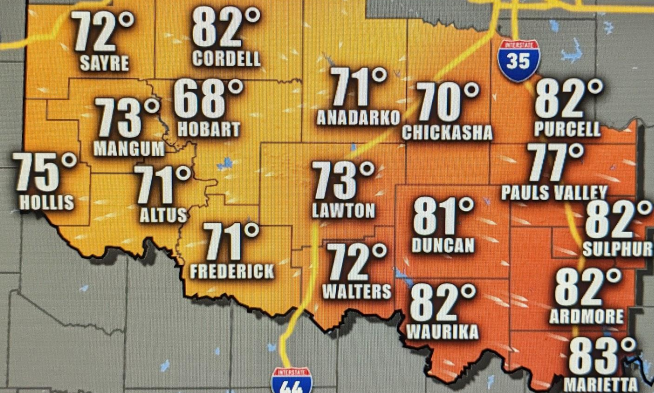 72°
SAYRE
82°
CORDELL
INTERSTATE
35
73°
MANGUM
68°
HOBART
71°
ANADARKO
70°
CHICKASHA
82°
PURCELL
75°
HOLLIS
71°
ALTUS
73°
LAWTON
77°
PAULS VALLEY
71°
FREDERICK
81°
DUNCAN
82°
SULPHUR
72°
WALTERS
82°
WAURIKA
82°
ARDMORE
83°
MARIETTA
INTERSTATE
44